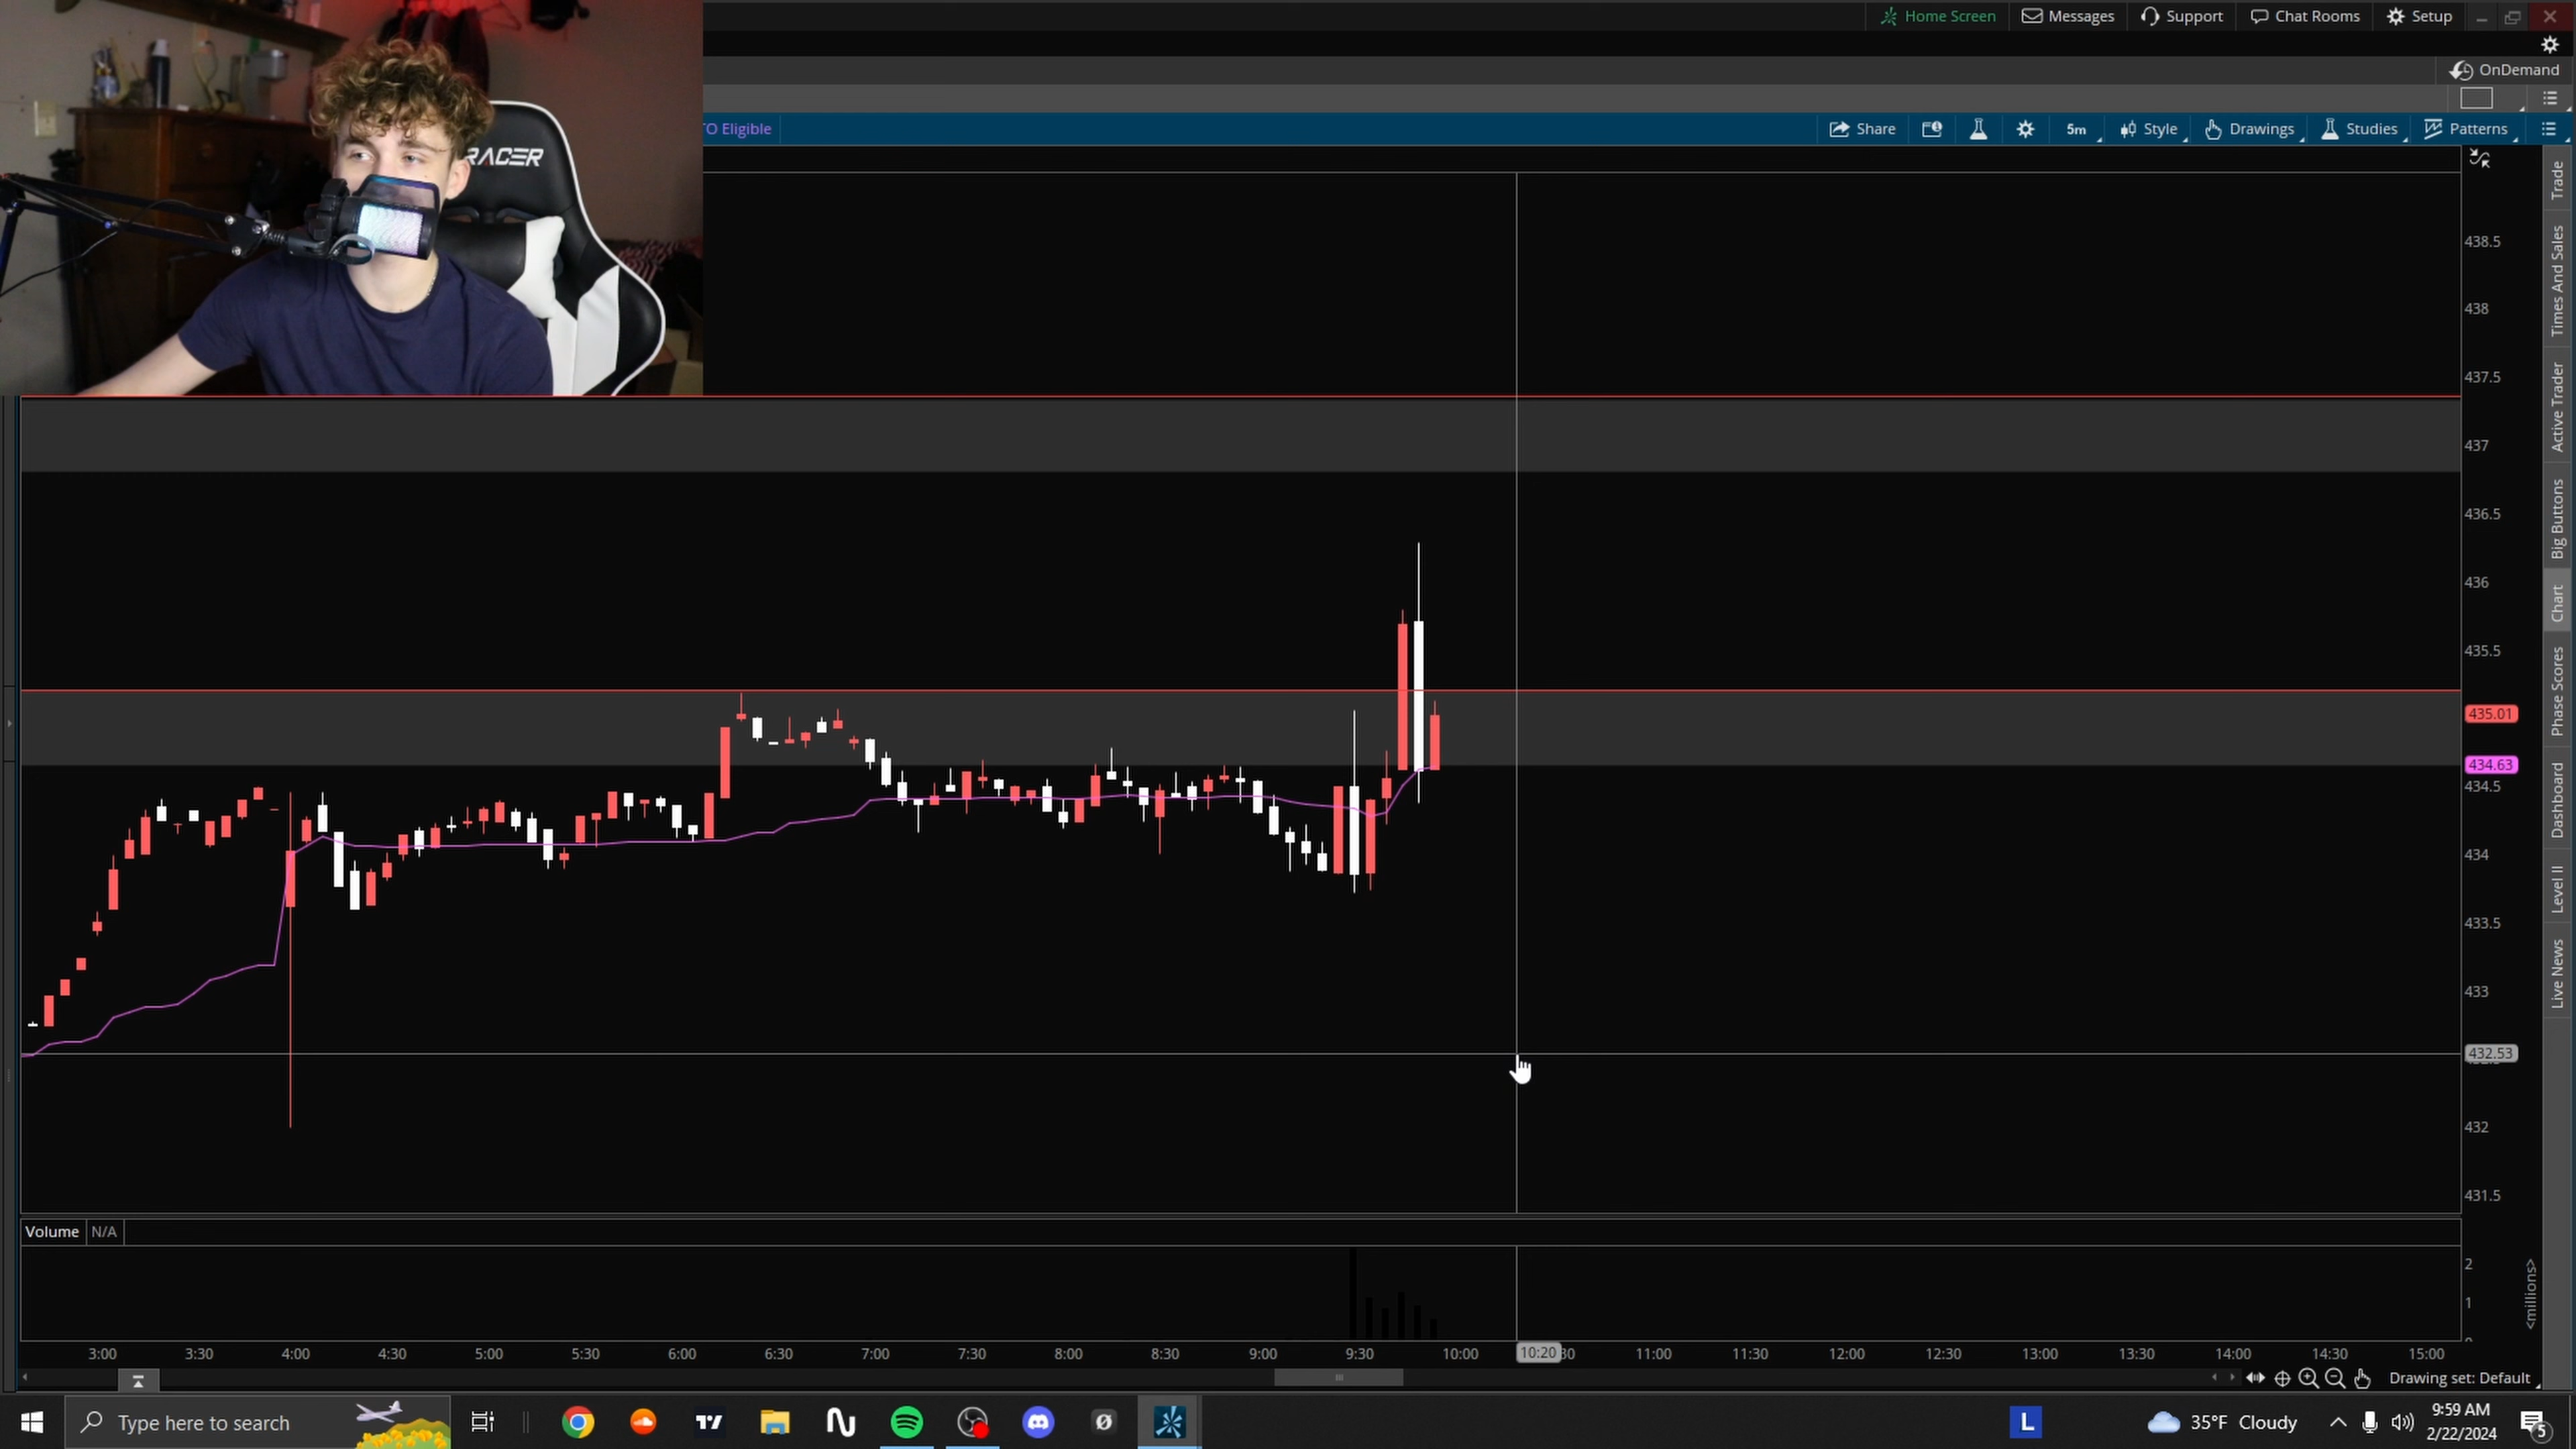 Home Screen Messages Support Chat Rooms Setup
OnDemand
RACER
TO Eligible Share 5m Style Drawings Studies Patterns
438.5
438
437.5
437
436.5
436
435.5
435.01
434.63
434.5
434
433.5
433
432.53
432
431.5
Trade
Times And Sales
Active Trader
Big Buttons
Chart
Phase Scores
Dashboard
Level II
Live News
Volume N/A
2
1
<millions>
3:00 3:30 4:00 4:30 5:00 5:30 6:00 6:30 7:00 7:30 8:00 8:30 9:00 9:30 10:00 10:20 30 11:00 11:30 12:00 12:30 13:00 13:30 14:00 14:30 15:00
Drawing set: Default
Type here to search
L
35°F Cloudy
9:59 AM
2/22/2024
5